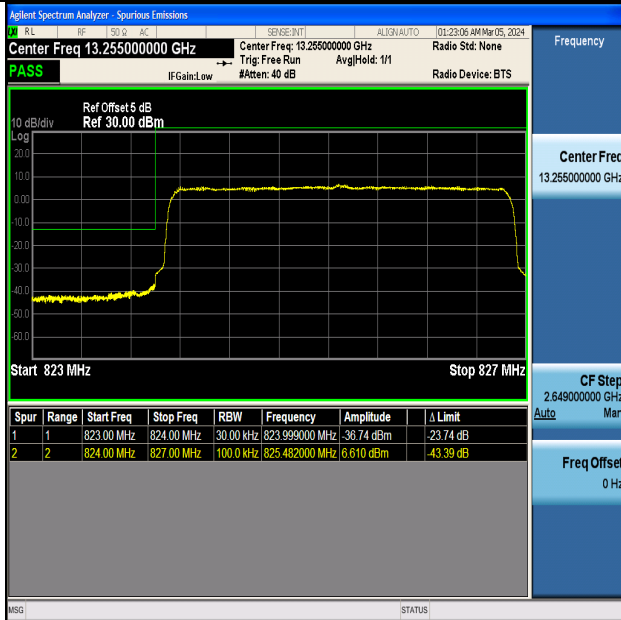 Agilent Spectrum Analyzer - Spurious Emissions
RL RF 50 Ω AC SENSE:INT ALIGNAUTO 01:23:06 AM Mar 05, 2024
Center Freq 13.255000000 GHz Center Freq: 13.255000000 GHz Radio Std: None
Trig: Free Run Avg|Hold: 1/1
PASS IFGain:Low #Atten: 40 dB Radio Device: BTS
Ref Offset 5 dB
10 dB/div Ref 30.00 dBm
Log
20.0
10.0
0.00
-10.0
-20.0
-30.0
-40.0
-50.0
-60.0
Start 823 MHz Stop 827 MHz
Spur Range Start Freq Stop Freq RBW Frequency Amplitude Δ Limit
1 1 823.00 MHz 824.00 MHz 30.00 kHz 823.999000 MHz -36.74 dBm -23.74 dB
2 2 824.00 MHz 827.00 MHz 100.0 kHz 825.482000 MHz 6.610 dBm -43.39 dB
MSG STATUS
Frequency
Center Freq
13.255000000 GHz
CF Step
2.649000000 GHz
Auto Man
Freq Offset
0 Hz